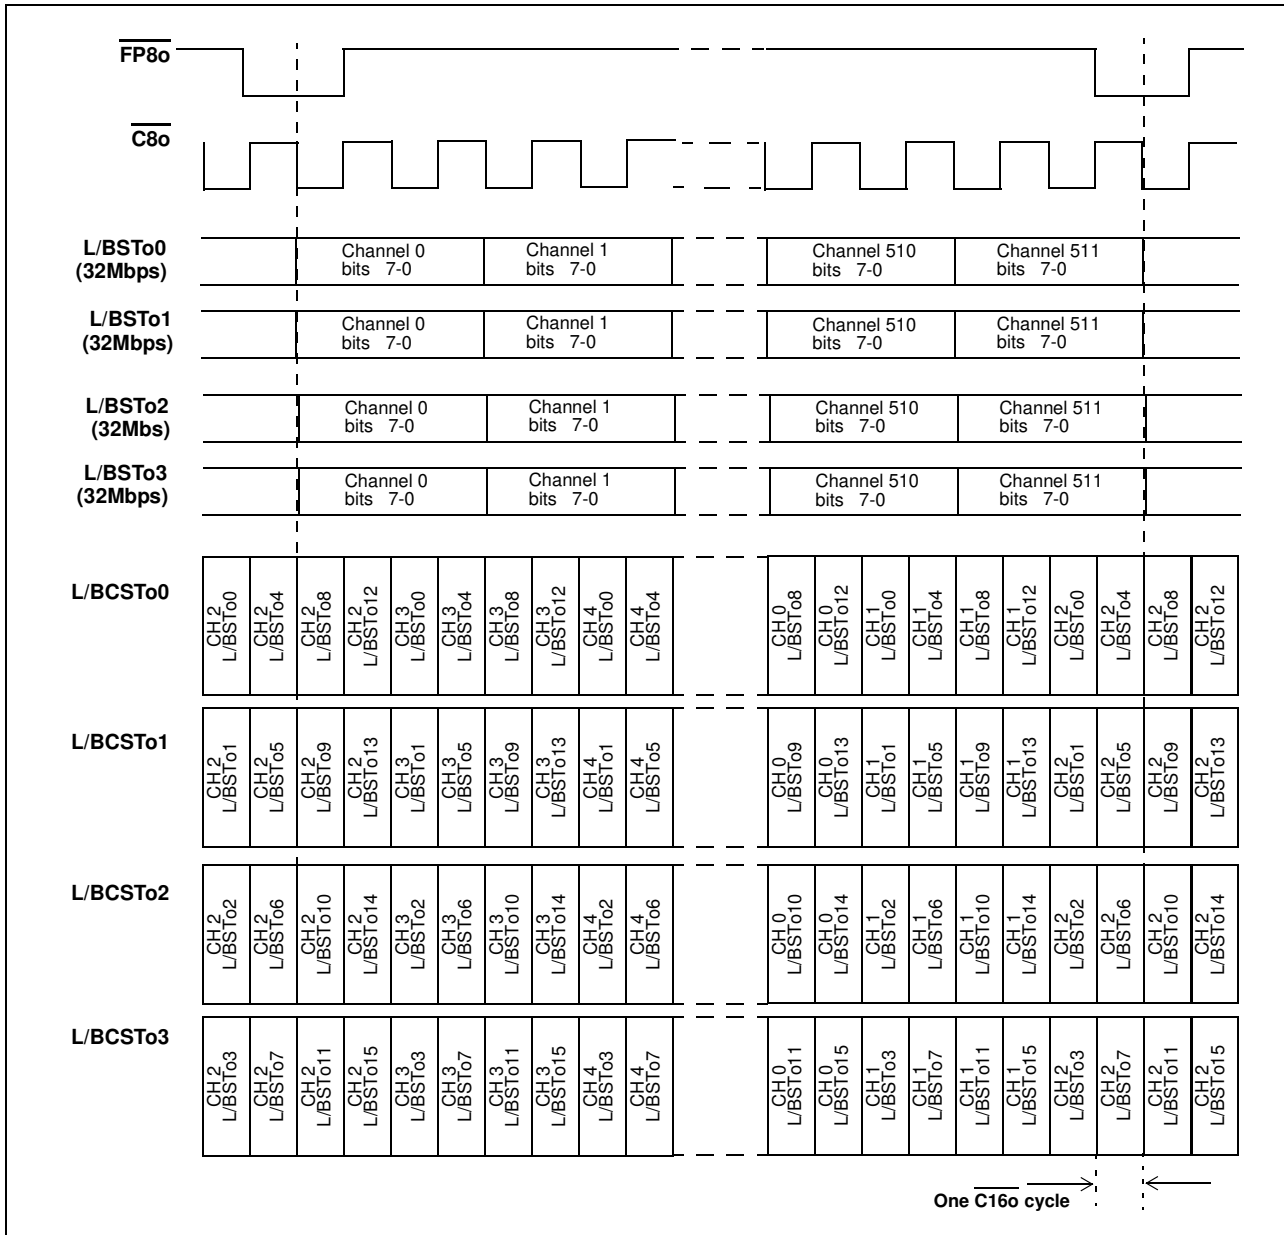 FP8o
C8o
L/BSTo0
(32Mbps)
Channel 0
bits 7-0
Channel 1
bits 7-0
Channel 510
bits 7-0
Channel 511
bits 7-0
L/BSTo1
(32Mbps)
Channel 0
bits 7-0
Channel 1
bits 7-0
Channel 510
bits 7-0
Channel 511
bits 7-0
L/BSTo2
(32Mbs)
Channel 0
bits 7-0
Channel 1
bits 7-0
Channel 510
bits 7-0
Channel 511
bits 7-0
L/BSTo3
(32Mbps)
Channel 0
bits 7-0
Channel 1
bits 7-0
Channel 510
bits 7-0
Channel 511
bits 7-0
L/BCSTo0
CH 2
L/BSTo0
CH 2
L/BSTo4
CH 2
L/BSTo8
CH 2
L/BSTo12
CH 3
L/BSTo0
CH 3
L/BSTo4
CH 3
L/BSTo8
CH 3
L/BSTo12
CH 4
L/BSTo0
CH 4
L/BSTo4
CH 0
L/BSTo8
CH 0
L/BSTo12
CH 1
L/BSTo0
CH 1
L/BSTo4
CH 1
L/BSTo8
CH 1
L/BSTo12
CH 2
L/BSTo0
CH 2
L/BSTo4
CH 2
L/BSTo8
CH 2
L/BSTo12
L/BCSTo1
CH 2
L/BSTo1
CH 2
L/BSTo5
CH 2
L/BSTo9
CH 2
L/BSTo13
CH 3
L/BSTo1
CH 3
L/BSTo5
CH 3
L/BSTo9
CH 3
L/BSTo13
CH 4
L/BSTo1
CH 4
L/BSTo5
CH 0
L/BSTo9
CH 0
L/BSTo13
CH 1
L/BSTo1
CH 1
L/BSTo5
CH 1
L/BSTo9
CH 1
L/BSTo13
CH 2
L/BSTo1
CH 2
L/BSTo5
CH 2
L/BSTo9
CH 2
L/BSTo13
L/BCSTo2
CH 2
L/BSTo2
CH 2
L/BSTo6
CH 2
L/BSTo10
CH 2
L/BSTo14
CH 3
L/BSTo2
CH 3
L/BSTo6
CH 3
L/BSTo10
CH 3
L/BSTo14
CH 4
L/BSTo2
CH 4
L/BSTo6
CH 0
L/BSTo10
CH 0
L/BSTo14
CH 1
L/BSTo2
CH 1
L/BSTo6
CH 1
L/BSTo10
CH 1
L/BSTo14
CH 2
L/BSTo2
CH 2
L/BSTo6
CH 2
L/BSTo10
CH 2
L/BSTo14
L/BCSTo3
CH 2
L/BSTo3
CH 2
L/BSTo7
CH 2
L/BSTo11
CH 2
L/BSTo15
CH 3
L/BSTo3
CH 3
L/BSTo7
CH 3
L/BSTo11
CH 3
L/BSTo15
CH 4
L/BSTo3
CH 4
L/BSTo7
CH 0
L/BSTo11
CH 0
L/BSTo15
CH 1
L/BSTo3
CH 1
L/BSTo7
CH 1
L/BSTo11
CH 1
L/BSTo15
CH 2
L/BSTo3
CH 2
L/BSTo7
CH 2
L/BSTo11
CH 2
L/BSTo15
One C16o cycle